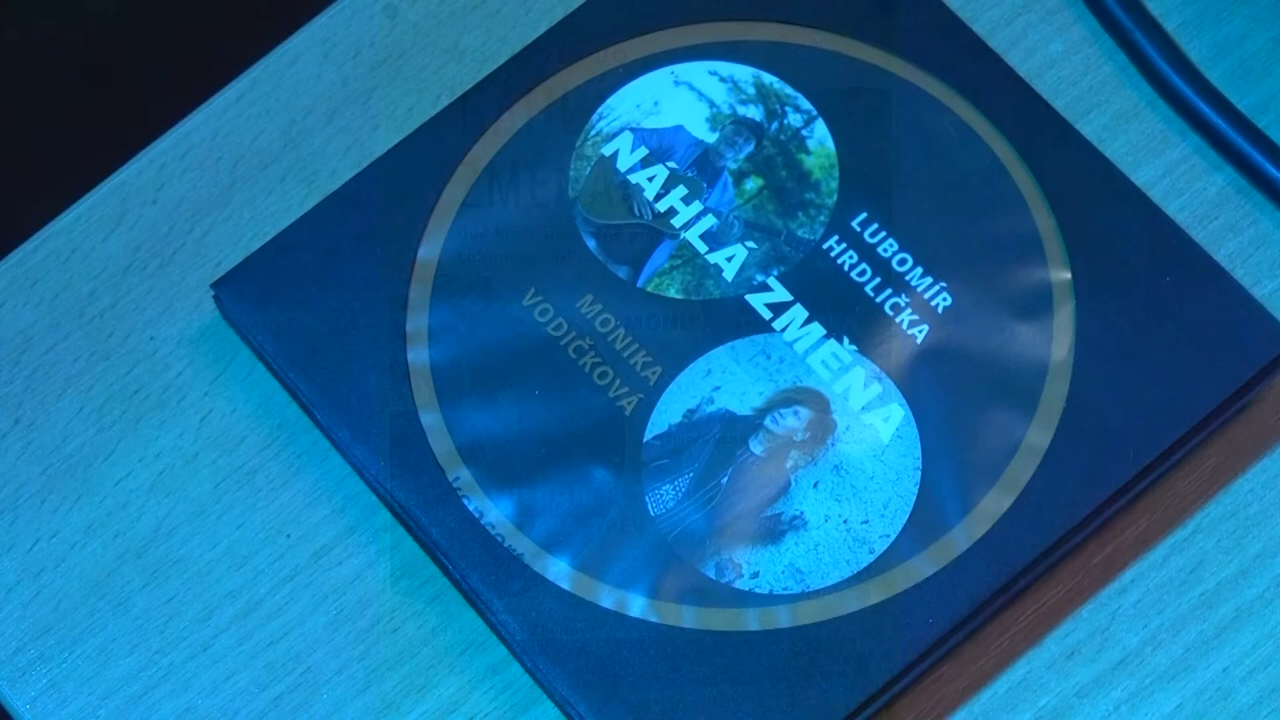 NÁHLÁ ZMĚNA
LUBOMÍR
HRDLIČKA
MONIKA
VODIČKOVÁ